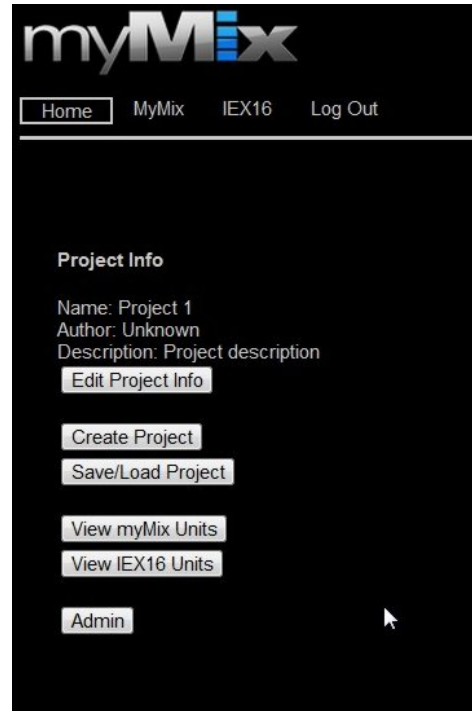 myMix
Home MyMix IEX16 Log Out
Project Info
Name: Project 1
Author: Unknown
Description: Project description
Edit Project Info
Create Project
Save/Load Project
View myMix Units
View IEX16 Units
Admin